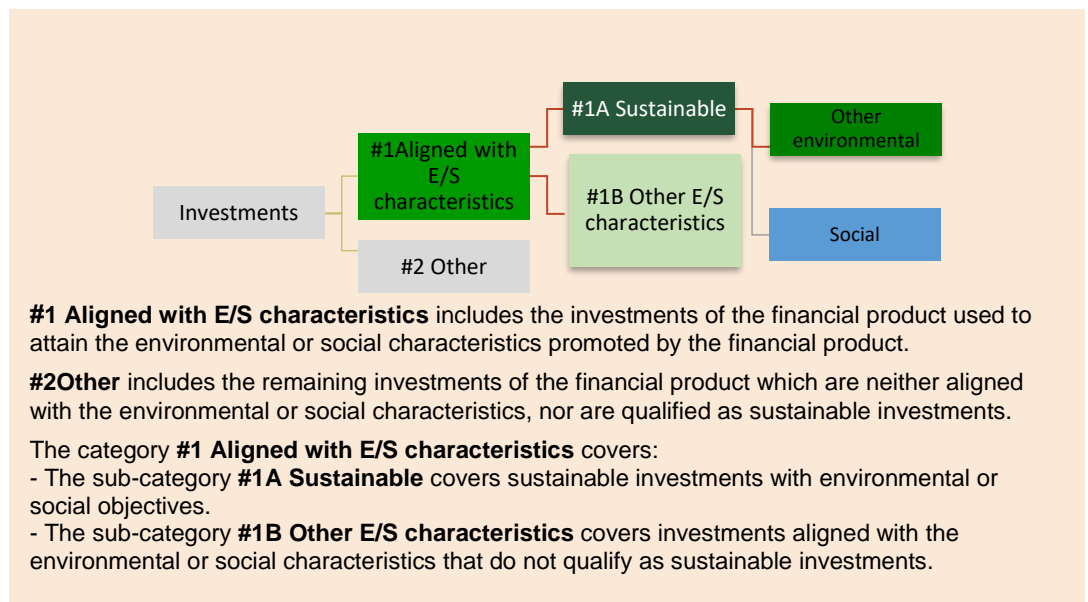 #1A Sustainable
Other
environmental
#1Aligned with
E/S
characteristics
#1B Other E/S
characteristics
Investments
Social
#2 Other
#1 Aligned with E/S characteristics includes the investments of the financial product used to
attain the environmental or social characteristics promoted by the financial product.
#2Other includes the remaining investments of the financial product which are neither aligned
with the environmental or social characteristics, nor are qualified as sustainable investments.
The category #1 Aligned with E/S characteristics covers:
- The sub-category #1A Sustainable covers sustainable investments with environmental or
social objectives.
- The sub-category #1B Other E/S characteristics covers investments aligned with the
environmental or social characteristics that do not qualify as sustainable investments.